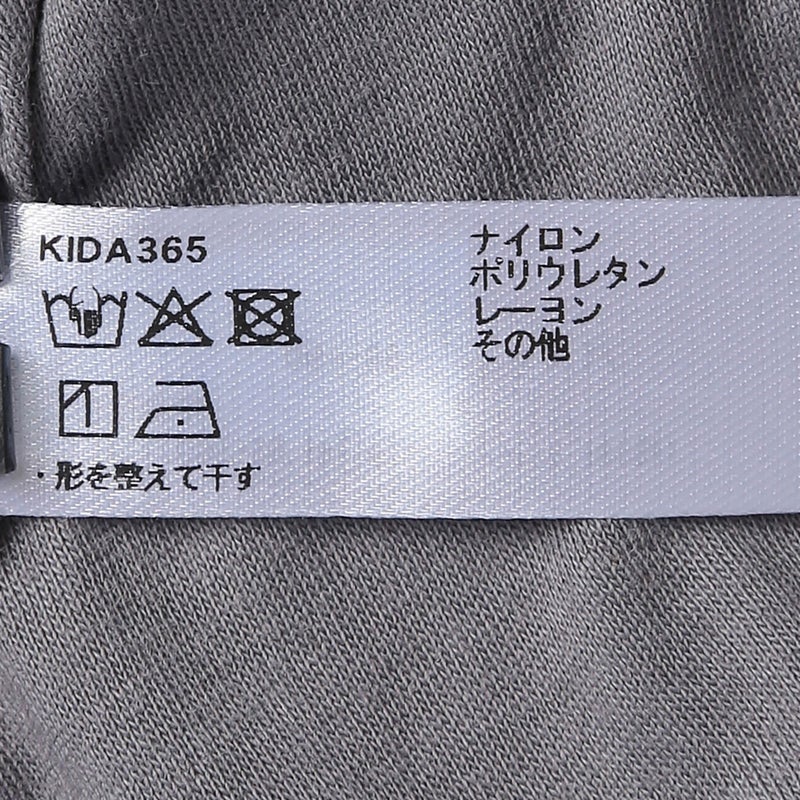 KIDA365
・形を整えて干す
ナイロン
ポリウレタン
レーヨン
その他